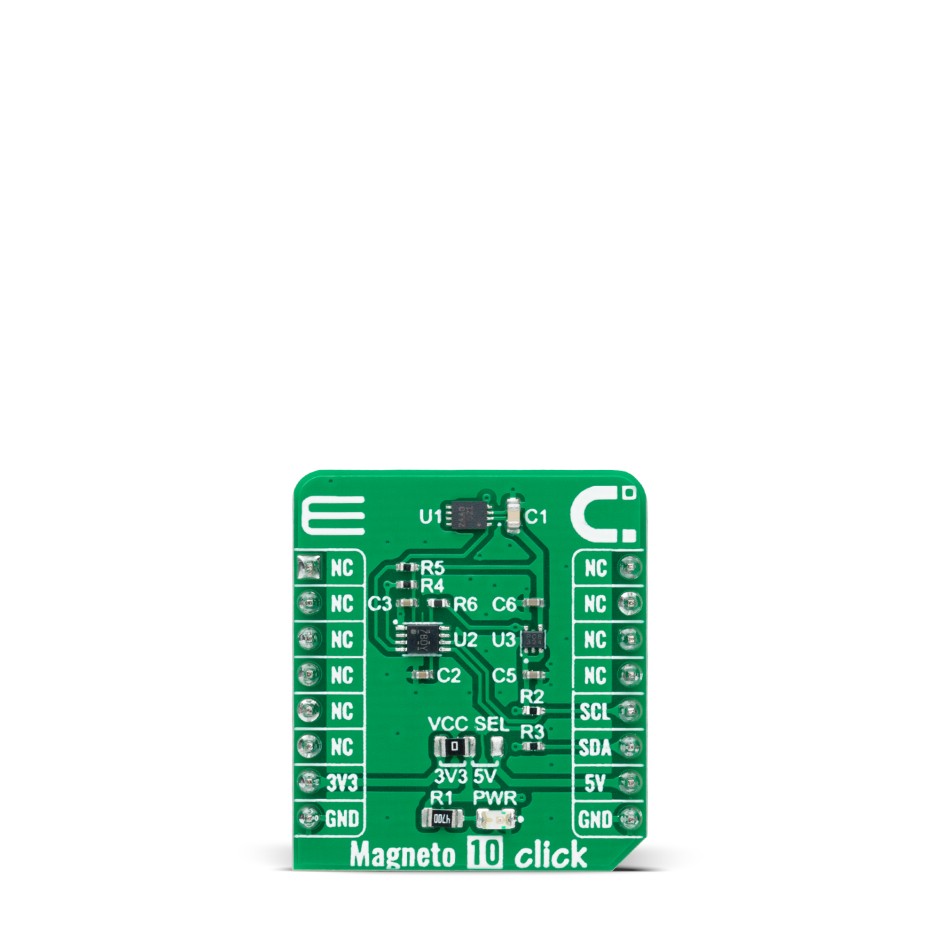 U1 C1
NC R5 NC
R4
NC C3 R6 C6 NC
NC U2 U3 NC
NC C2 C5 NC
R2
NC SCL
VCC SEL R3
NC 0 SDA
3V3 5V
3V3 5V
R1 PWR
GND 4700 GND
Magneto 10 click